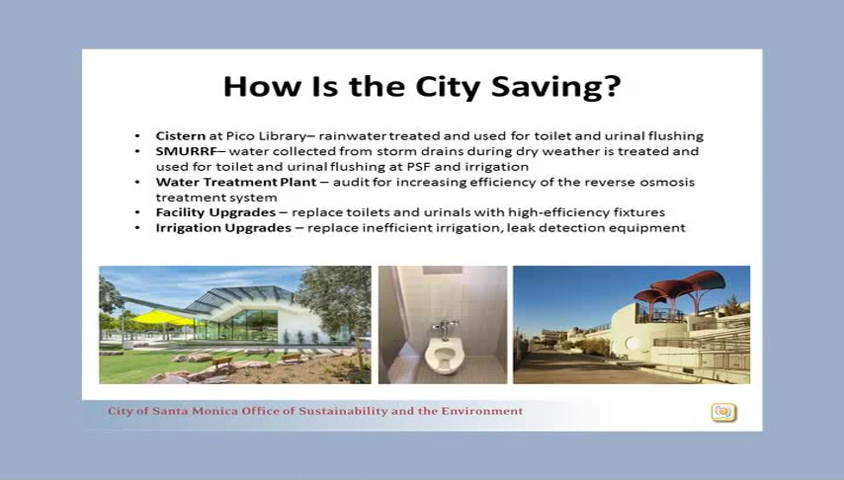 How Is the City Saving?
• Cistern at Pico Library– rainwater treated and used for toilet and urinal flushing
• SMURRF– water collected from storm drains during dry weather is treated and
used for toilet and urinal flushing at PSF and irrigation
• Water Treatment Plant – audit for increasing efficiency of the reverse osmosis
treatment system
• Facility Upgrades – replace toilets and urinals with high-efficiency fixtures
• Irrigation Upgrades – replace inefficient irrigation, leak detection equipment
City of Santa Monica Office of Sustainability and the Environment